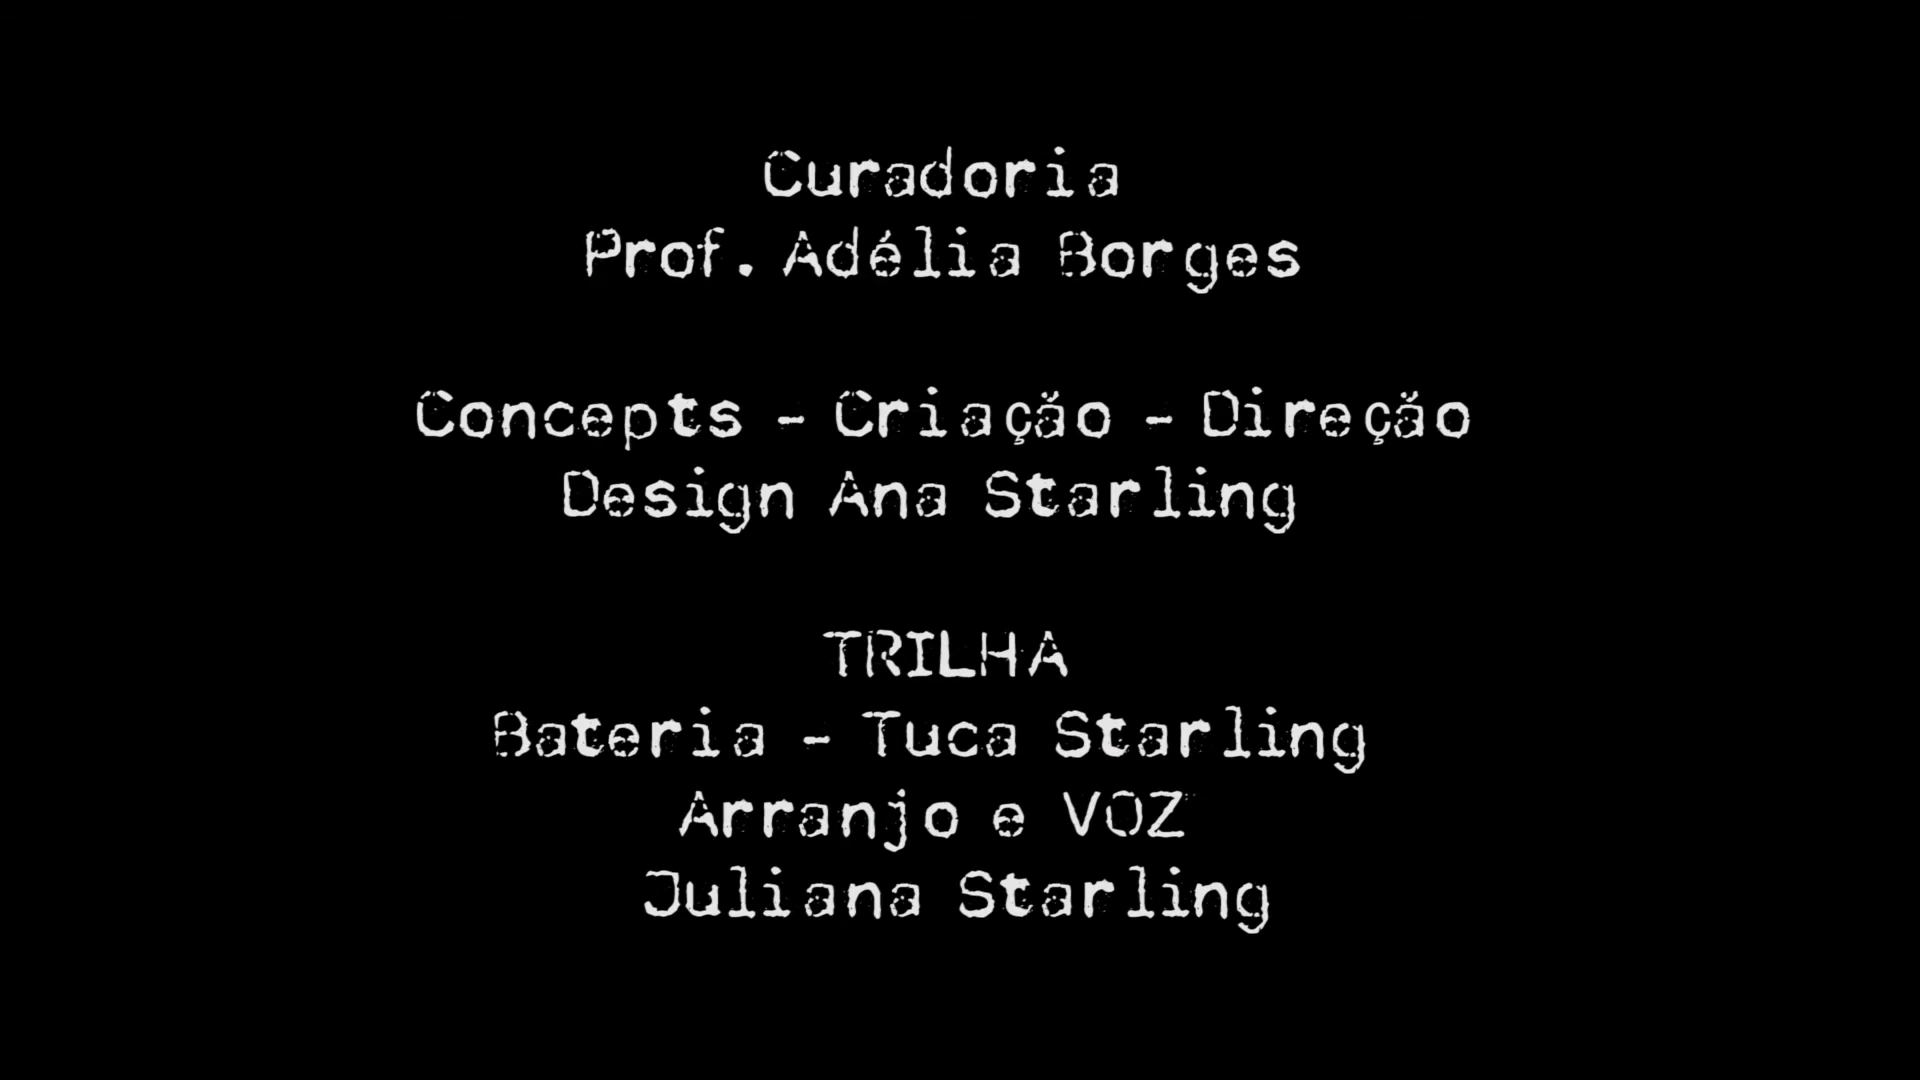 Curadoria
Prof. Adélia Borges
Concepts - Criação - Direção
Design Ana Starling
TRILHA
Bateria - Tuca Starling
Arranjo e VOZ
Juliana Starling